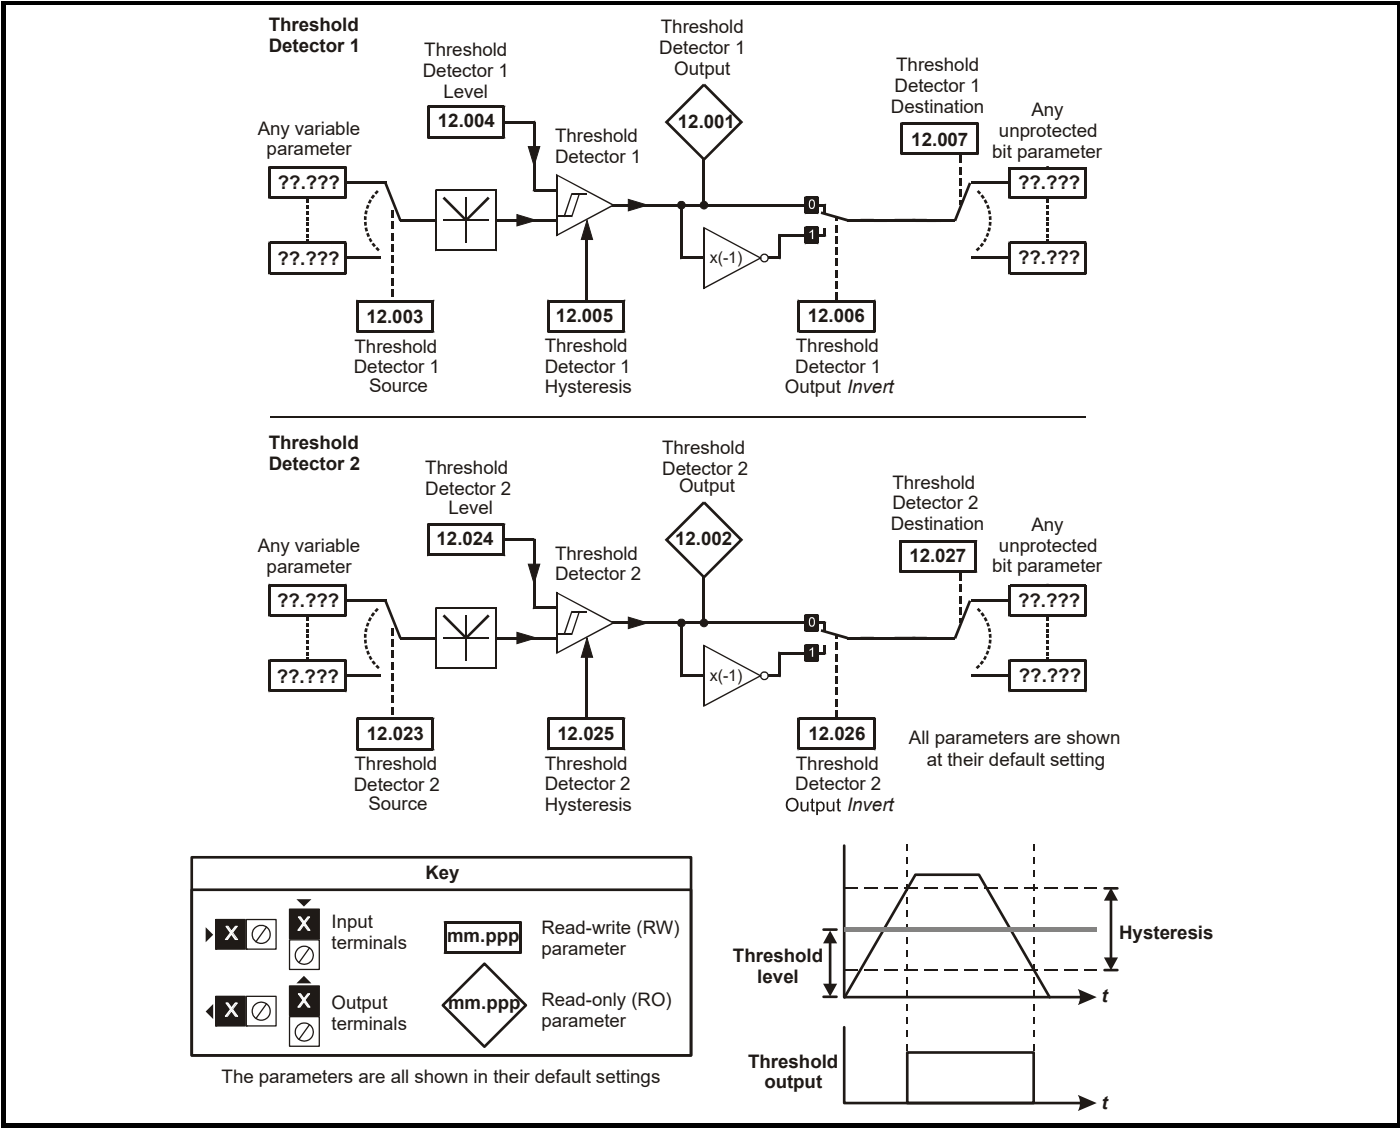 Threshold
Detector 1
Threshold
Detector 1
Level
12.004
Threshold
Detector 1
Output
12.001
Threshold
Detector 1
Destination
12.007
Any
unprotected
bit parameter
Any variable
parameter
Threshold
Detector 1
??.???
??.???
??.???
??.???
0
1
x(-1)
12.003
Threshold
Detector 1
Source
12.005
Threshold
Detector 1
Hysteresis
12.006
Threshold
Detector 1
Output Invert
Threshold
Detector 2
Threshold
Detector 2
Level
12.024
Threshold
Detector 2
Output
12.002
Threshold
Detector 2
Destination
12.027
Any
unprotected
bit parameter
Any variable
parameter
Threshold
Detector 2
??.???
??.???
??.???
??.???
0
1
x(-1)
12.023
Threshold
Detector 2
Source
12.025
Threshold
Detector 2
Hysteresis
12.026
Threshold
Detector 2
Output Invert
All parameters are shown
at their default setting
Key
X
X
Input
terminals
mm.ppp
Read-write (RW)
parameter
X
X
Output
terminals
mm.ppp
Read-only (RO)
parameter
The parameters are all shown in their default settings
Threshold
level
Hysteresis
t
Threshold
output
t